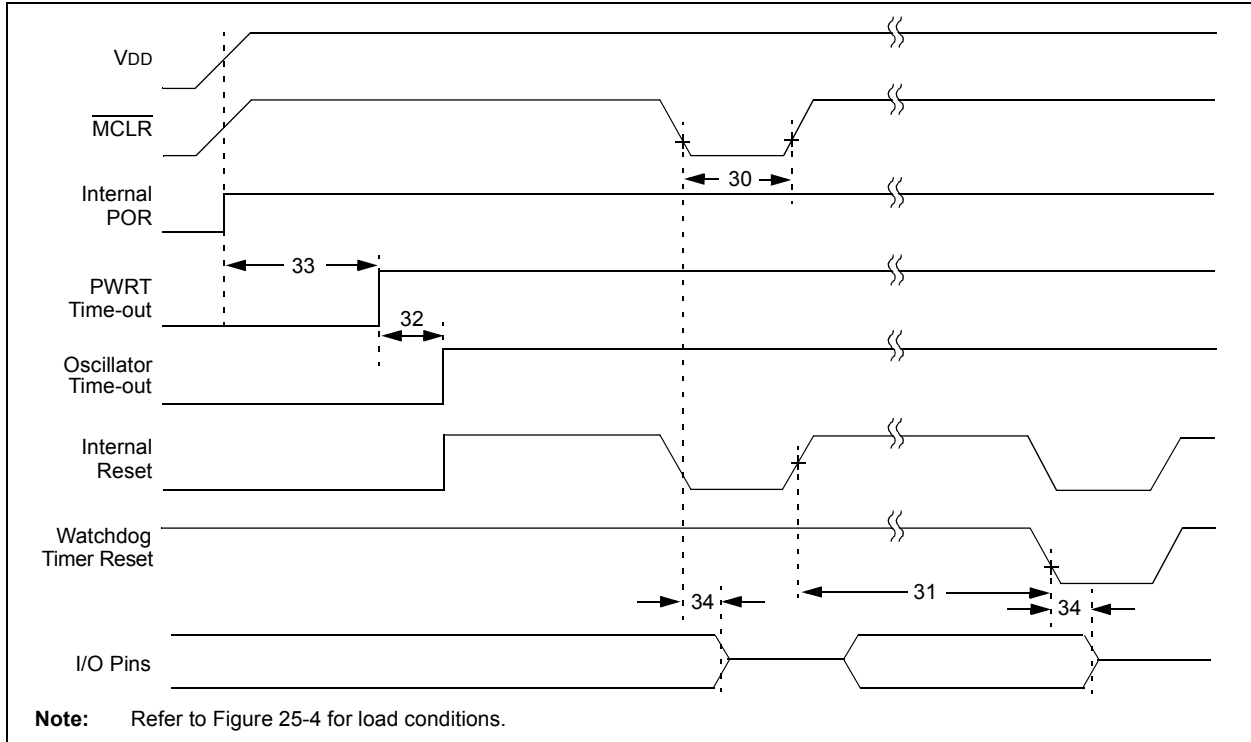 VDD
MCLR
30
Internal
POR
33
PWRT
Time-out
32
Oscillator
Time-out
Internal
Reset
Watchdog
Timer Reset
31
34
34
I/O Pins
Note: Refer to Figure 25-4 for load conditions.